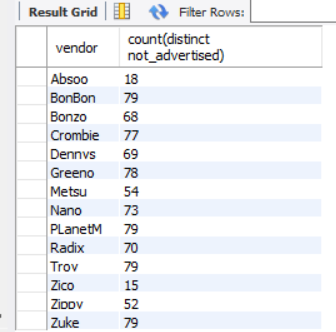 Result Grid Filter Rows:
vendor count(distinct
not_advertised)
Absoo 18
BonBon 79
Bonzo 68
Crombie 77
Dennys 69
Greeno 78
Metsu 54
Nano 73
PLanetM 79
Radix 70
Trov 79
Zico 15
Zippy 52
Zuke 79